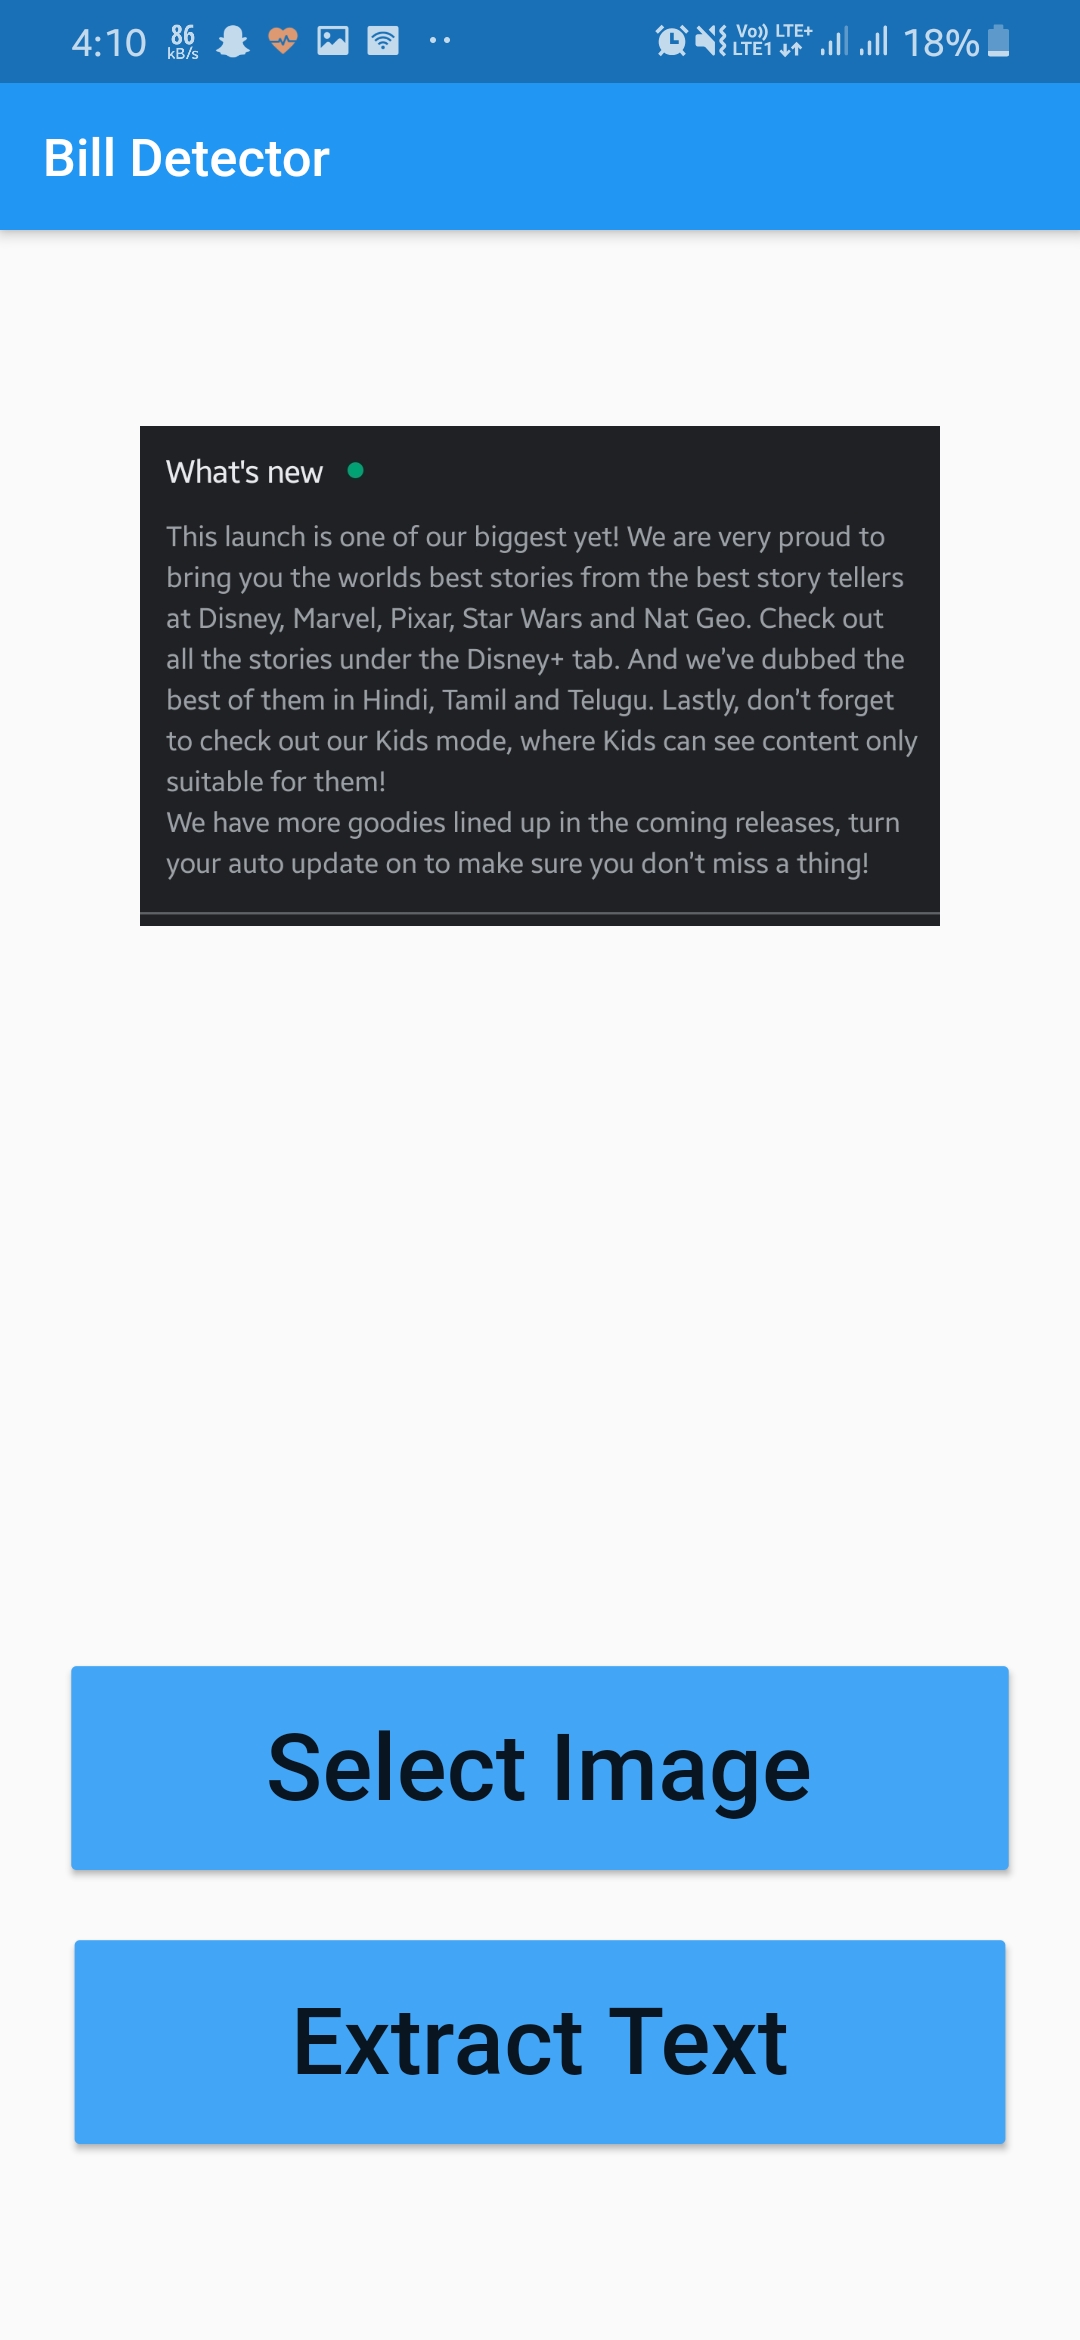 4:10 86 kB/s Vo)) LTE1 LTE+ 18%
Bill Detector
What's new
This launch is one of our biggest yet! We are very proud to
bring you the worlds best stories from the best story tellers
at Disney, Marvel, Pixar, Star Wars and Nat Geo. Check out
all the stories under the Disney+ tab. And we've dubbed the
best of them in Hindi, Tamil and Telugu. Lastly, don't forget
to check out our Kids mode, where Kids can see content only
suitable for them!
We have more goodies lined up in the coming releases, turn
your auto update on to make sure you don't miss a thing!
Select Image
Extract Text